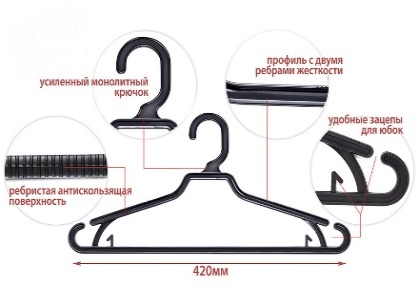 усиленный монолитный
крючок
профиль с двумя
ребрами жесткости
удобные зацепы
для юбок
ребристая антискользящая
поверхность
420мм